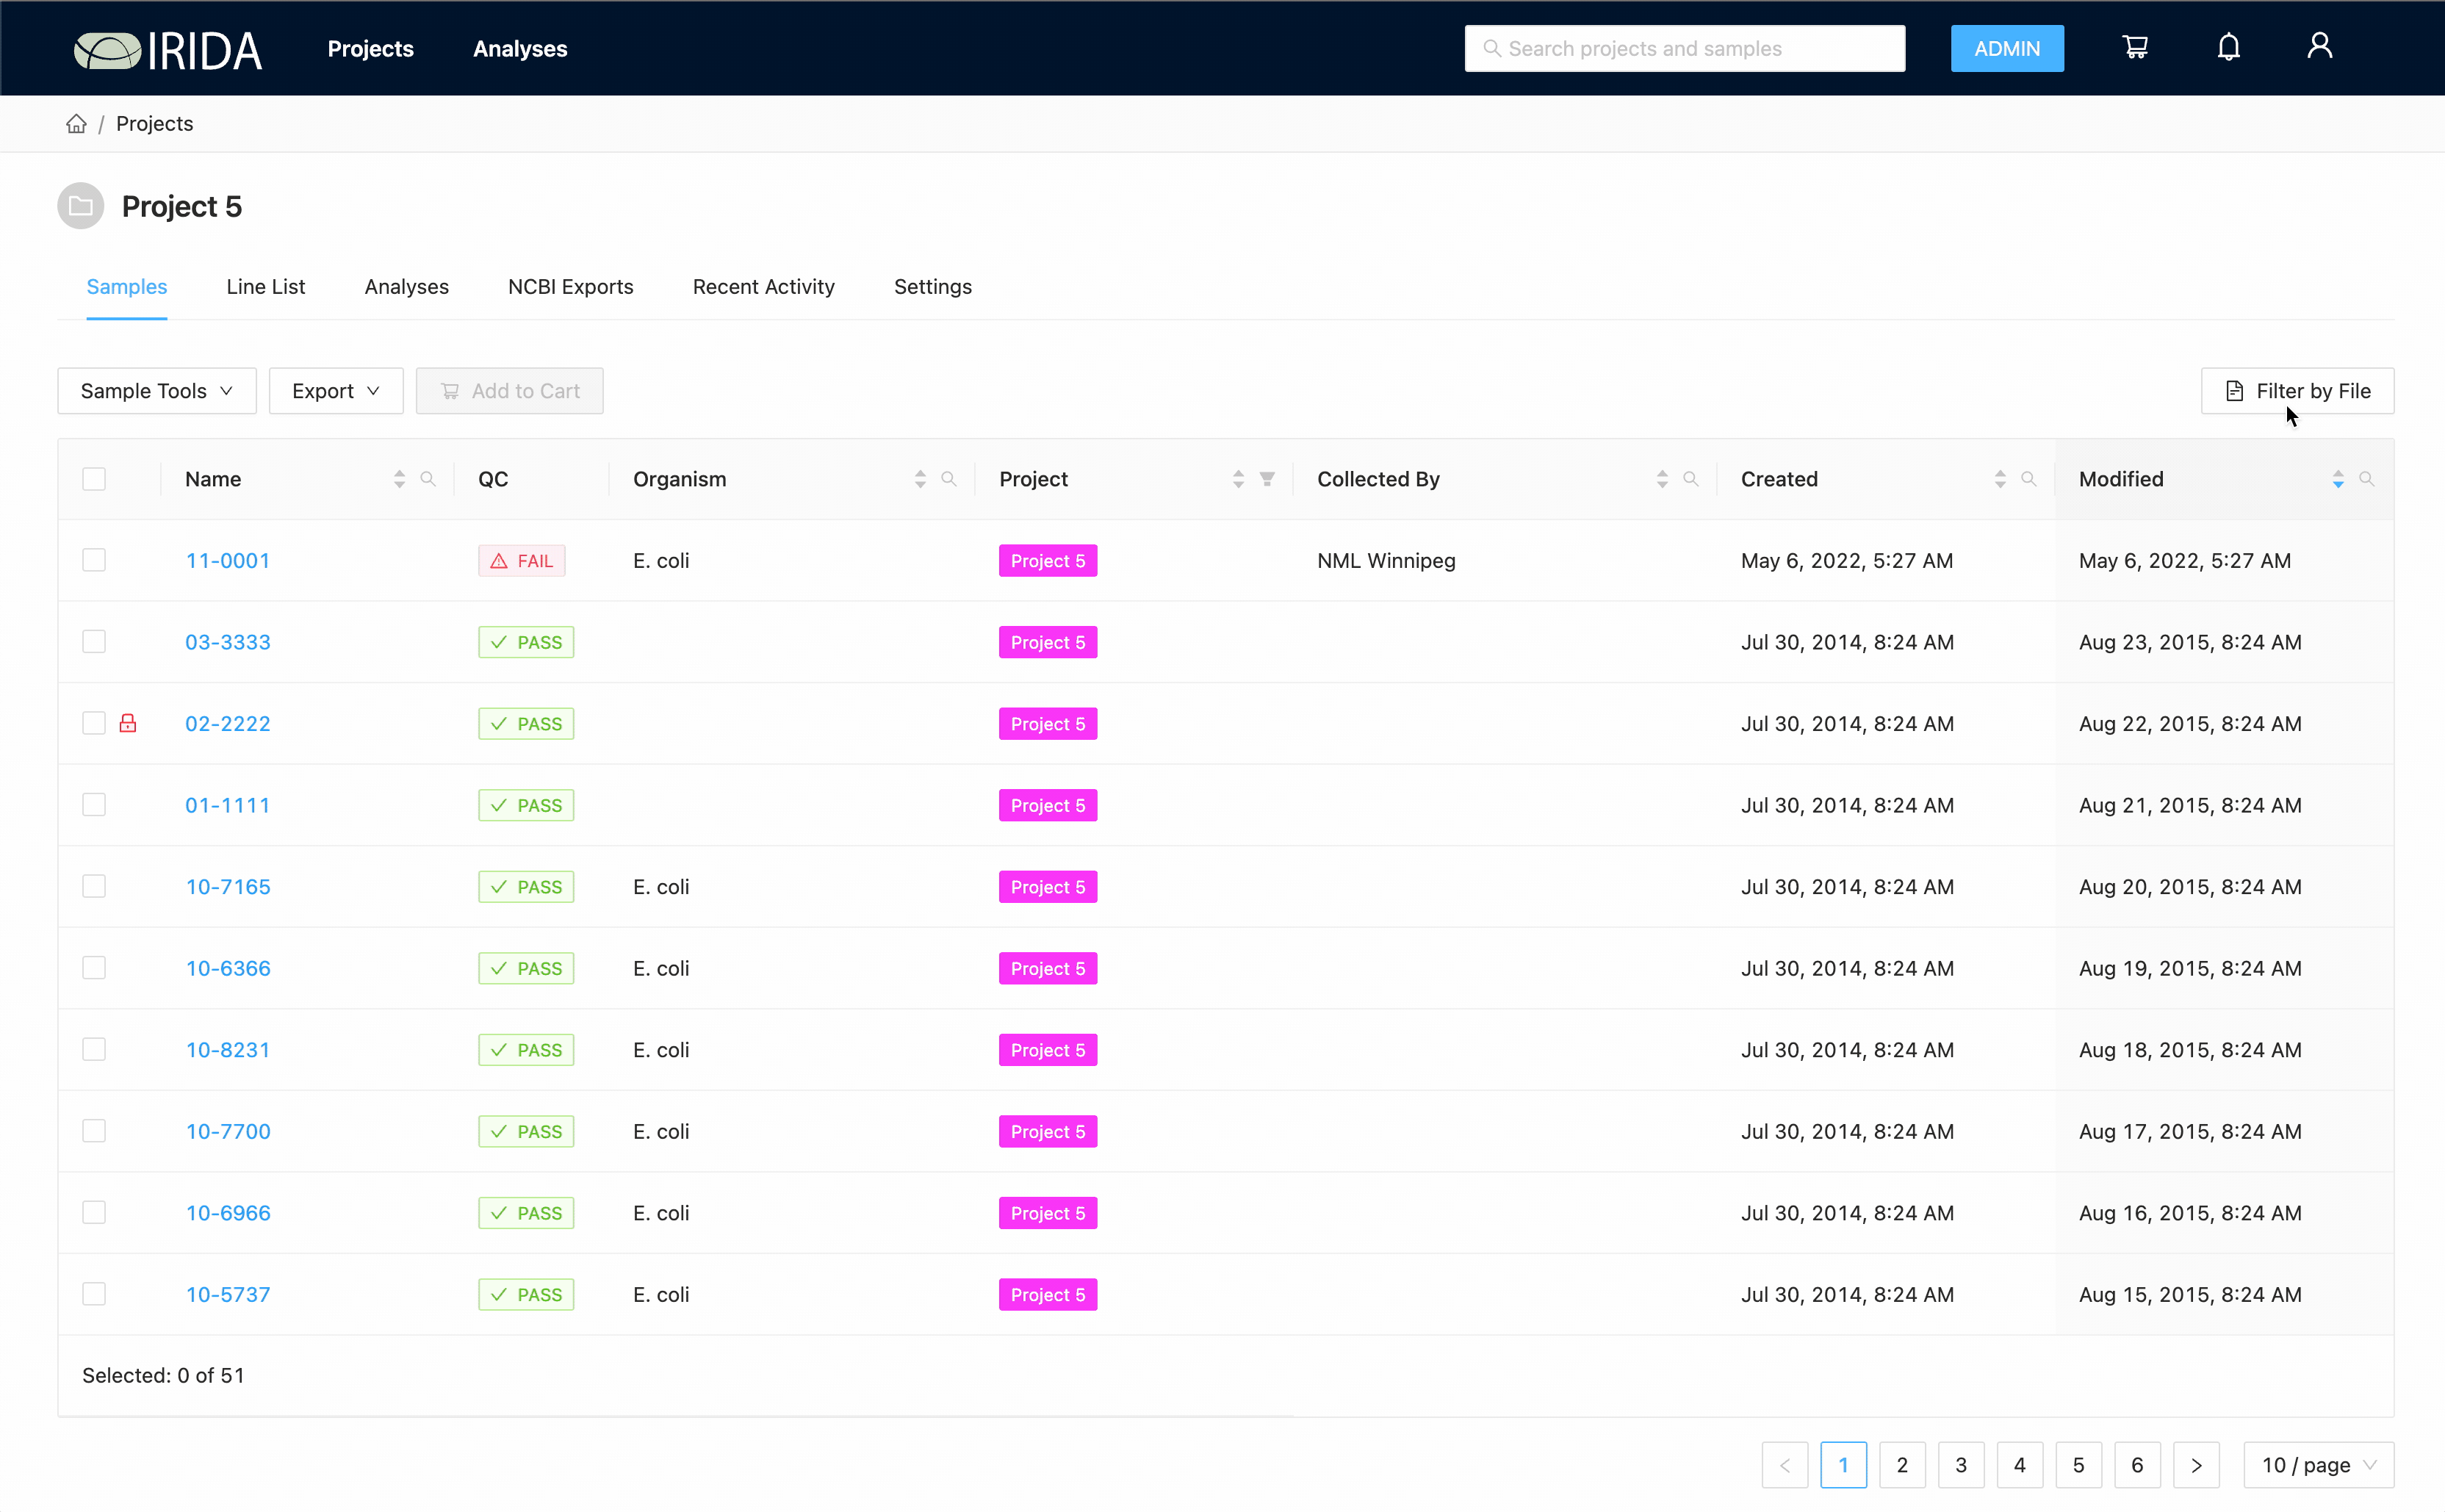 IRIDA Projects Analyses Search projects and samples ADMIN
/ Projects
Project 5
Samples Line List Analyses NCBI Exports Recent Activity Settings
Sample Tools Export Add to Cart Filter by File
Name QC Organism Project Collected By Created Modified
11-0001 FAIL E. coli Project 5 NML Winnipeg May 6, 2022, 5:27 AM May 6, 2022, 5:27 AM
03-3333 PASS Project 5 Jul 30, 2014, 8:24 AM Aug 23, 2015, 8:24 AM
02-2222 PASS Project 5 Jul 30, 2014, 8:24 AM Aug 22, 2015, 8:24 AM
01-1111 PASS Project 5 Jul 30, 2014, 8:24 AM Aug 21, 2015, 8:24 AM
10-7165 PASS E. coli Project 5 Jul 30, 2014, 8:24 AM Aug 20, 2015, 8:24 AM
10-6366 PASS E. coli Project 5 Jul 30, 2014, 8:24 AM Aug 19, 2015, 8:24 AM
10-8231 PASS E. coli Project 5 Jul 30, 2014, 8:24 AM Aug 18, 2015, 8:24 AM
10-7700 PASS E. coli Project 5 Jul 30, 2014, 8:24 AM Aug 17, 2015, 8:24 AM
10-6966 PASS E. coli Project 5 Jul 30, 2014, 8:24 AM Aug 16, 2015, 8:24 AM
10-5737 PASS E. coli Project 5 Jul 30, 2014, 8:24 AM Aug 15, 2015, 8:24 AM
Selected: 0 of 51
< 1 2 3 4 5 6 > 10 / page